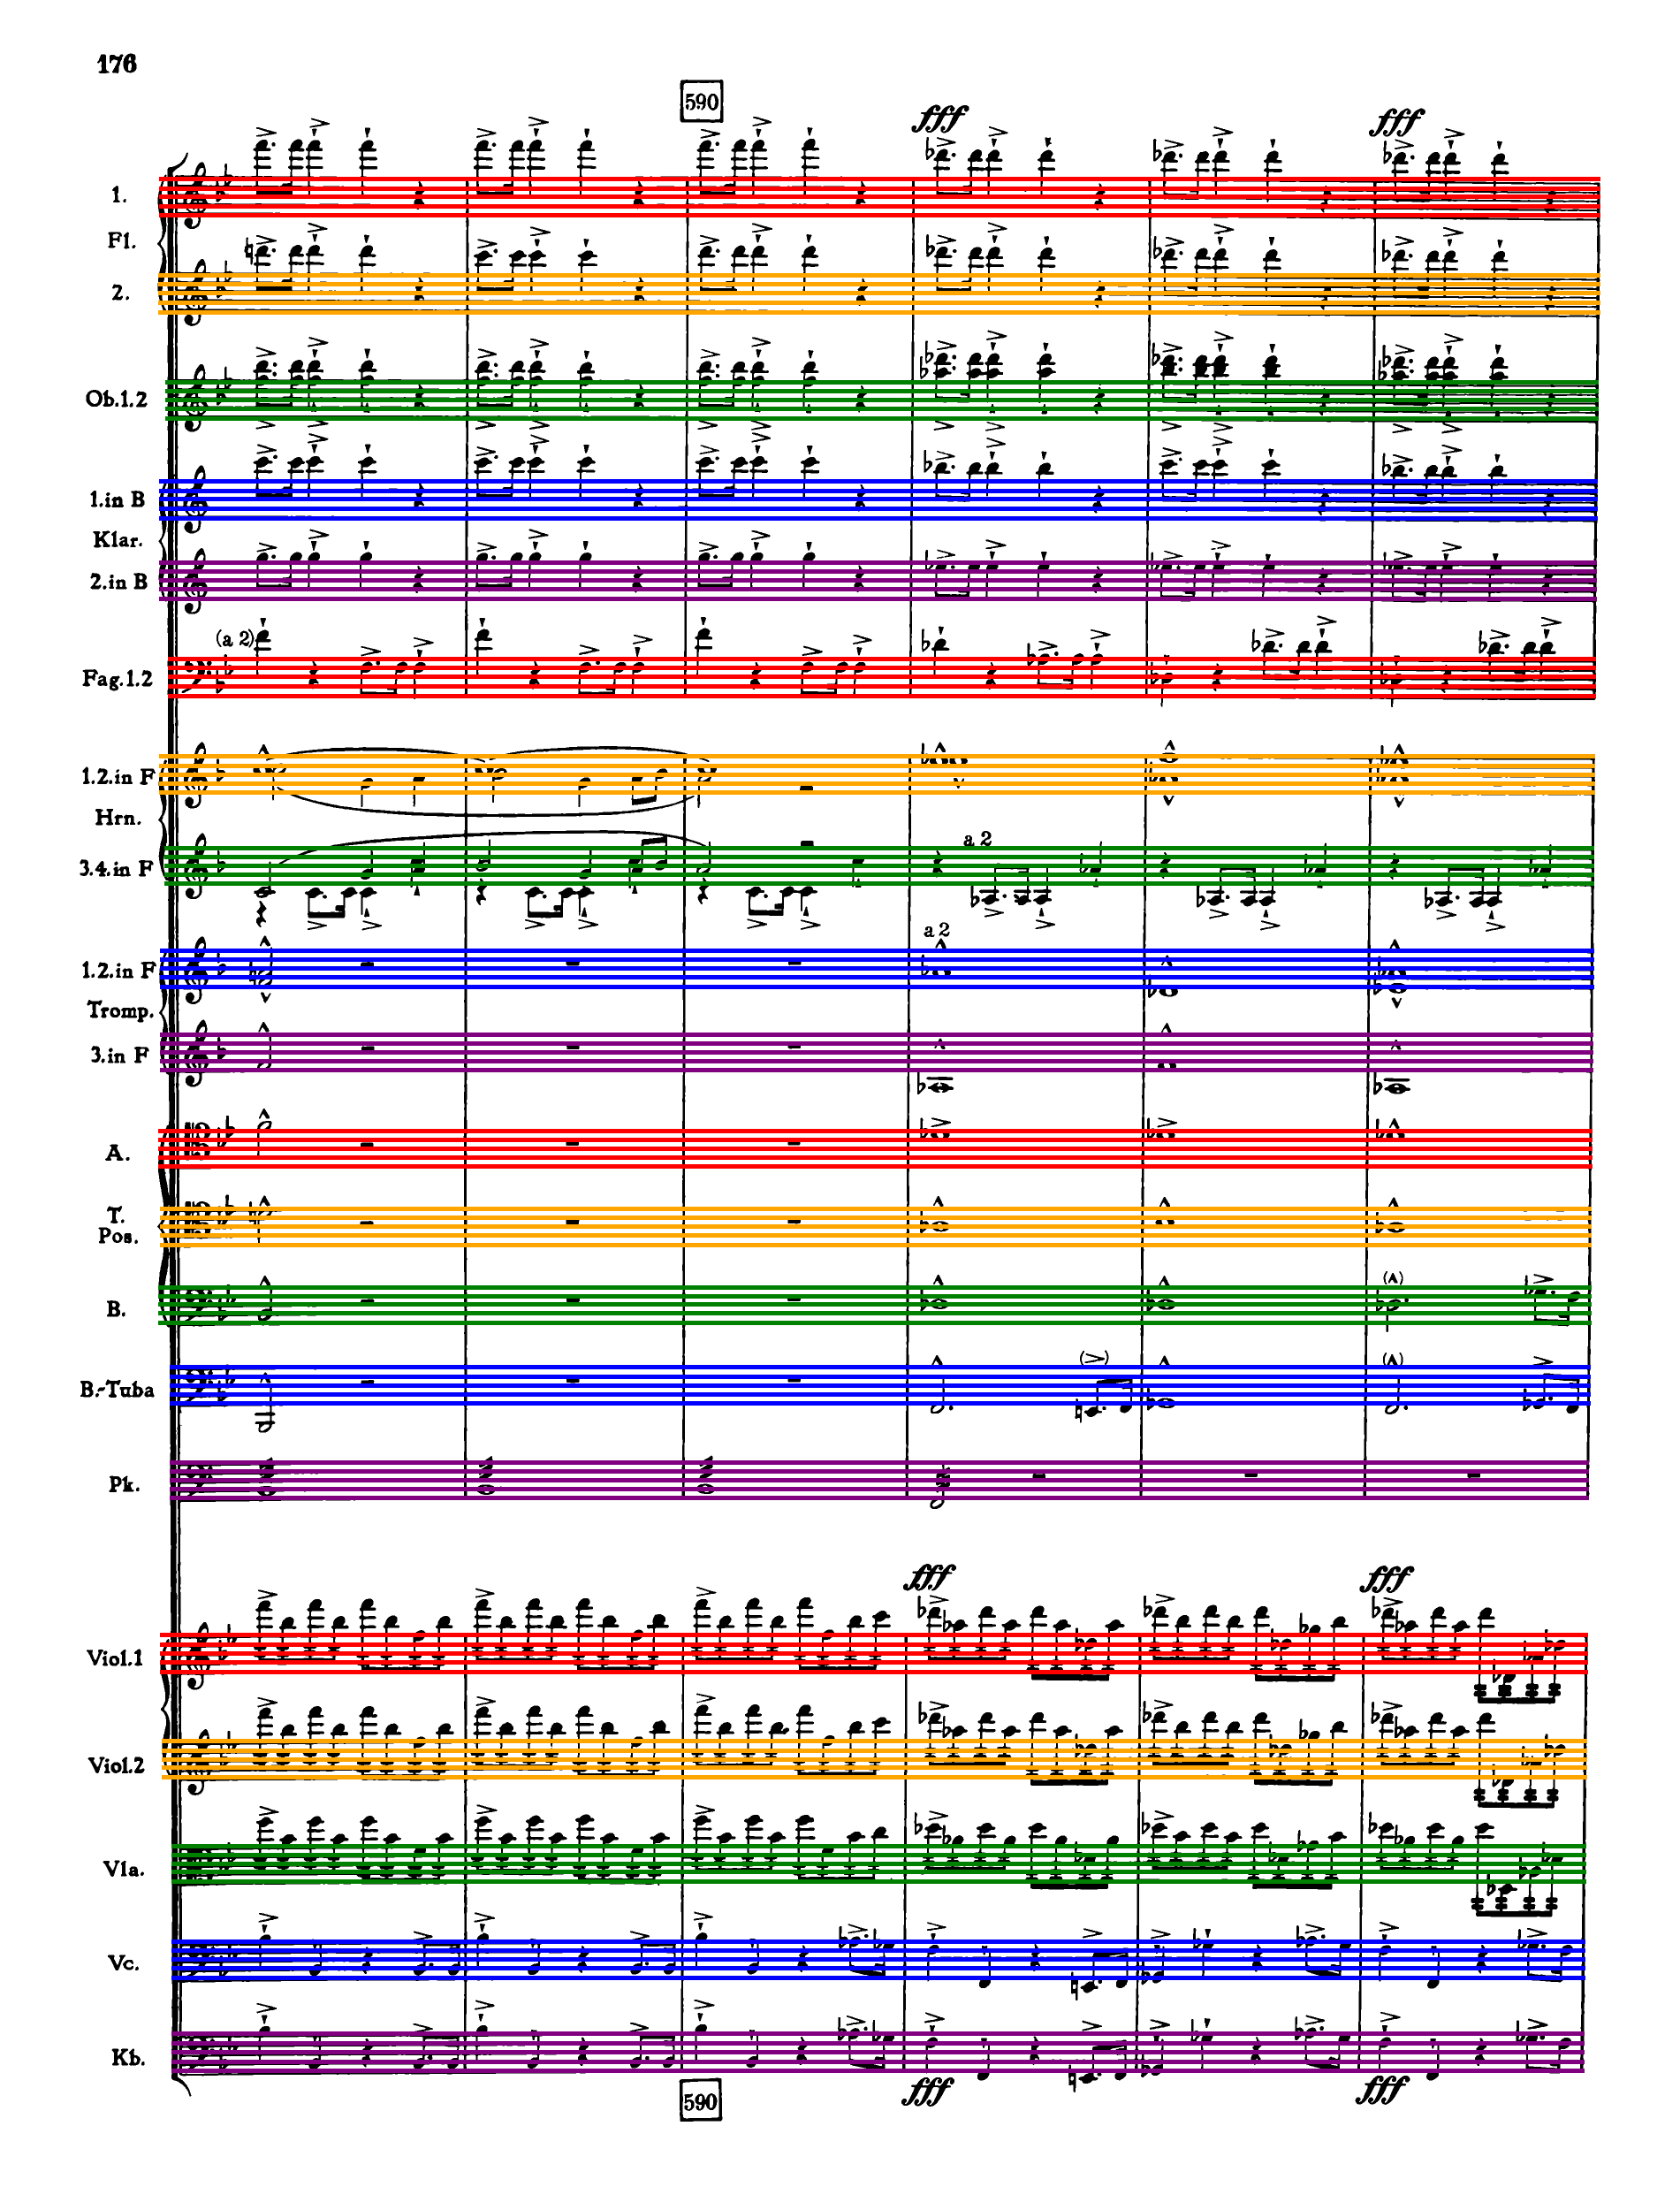 176
590
fff fff
1.
Fl.
2.
Ob.1.2
1.in B
Klar.
2.in B
(a 2)
Fag.1.2
1.2.in F
Hrn.
a 2
3.4.in F
a 2
1.2.in F
Tromp.
3.in F
A.
T.
Pos.
B.
B.-Tuba
Pk.
fff fff
Viol.1
Viol.2
Vla.
Vc.
Kb.
fff fff
590